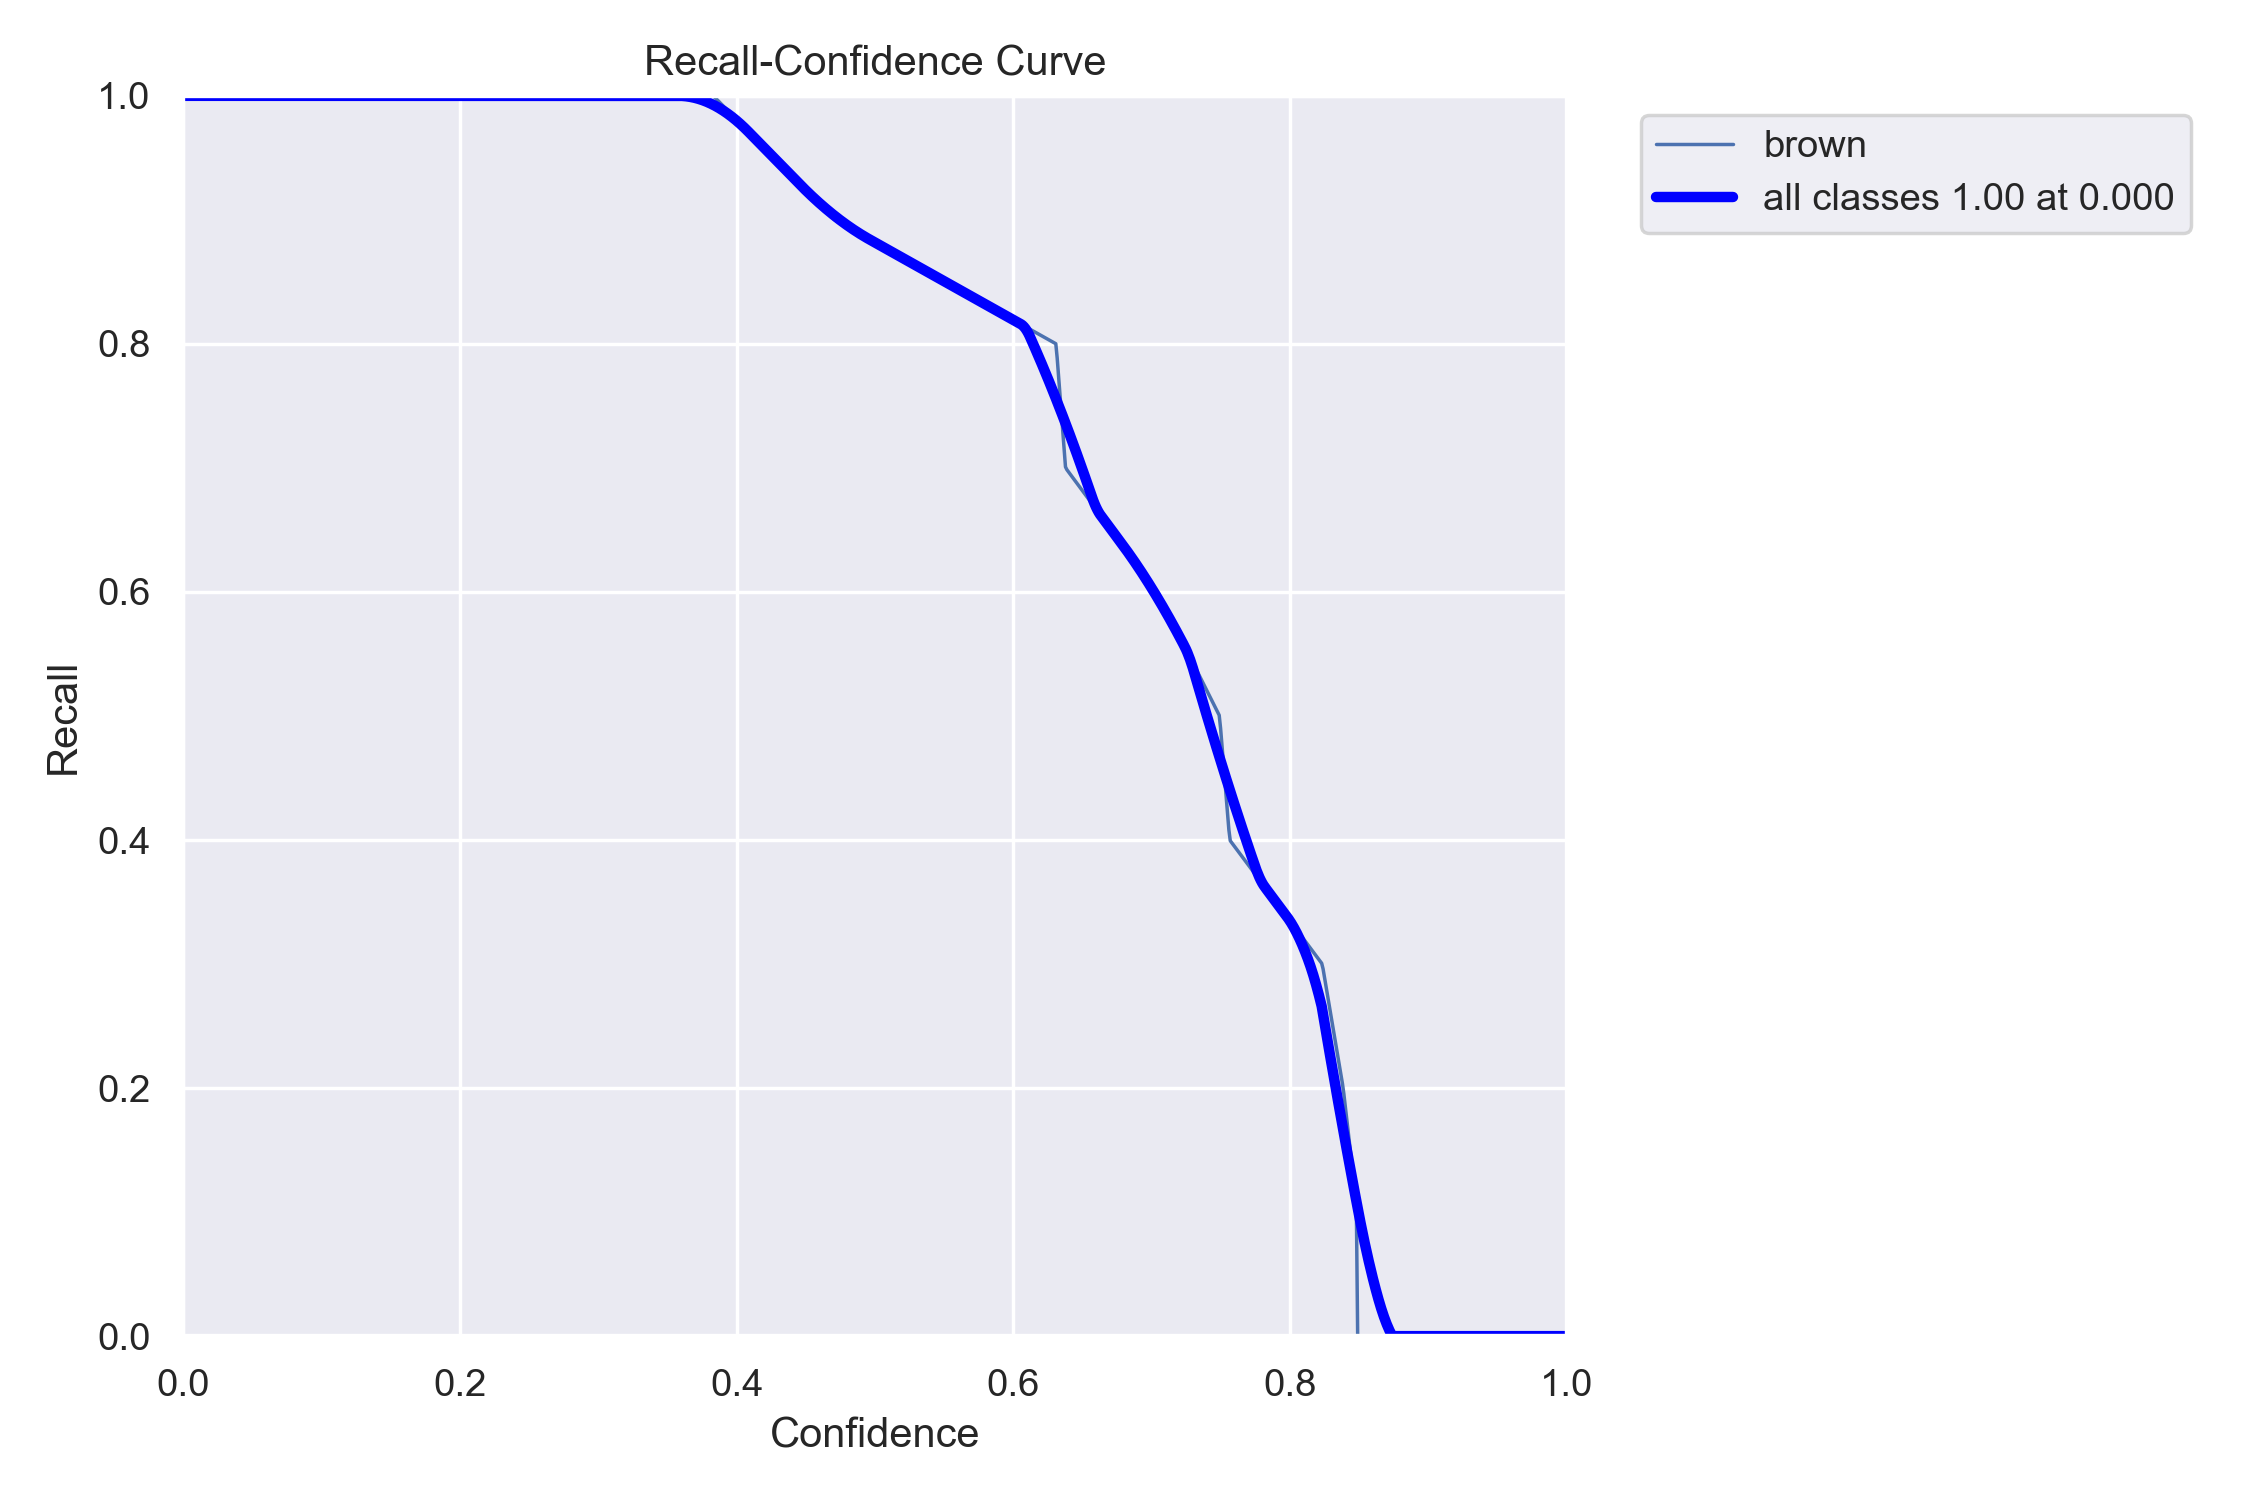 Recall-Confidence Curve
1.0
0.8
0.6
0.4
0.2
0.0
Recall
0.0 0.2 0.4 0.6 0.8 1.0
Confidence
brown
all classes 1.00 at 0.000